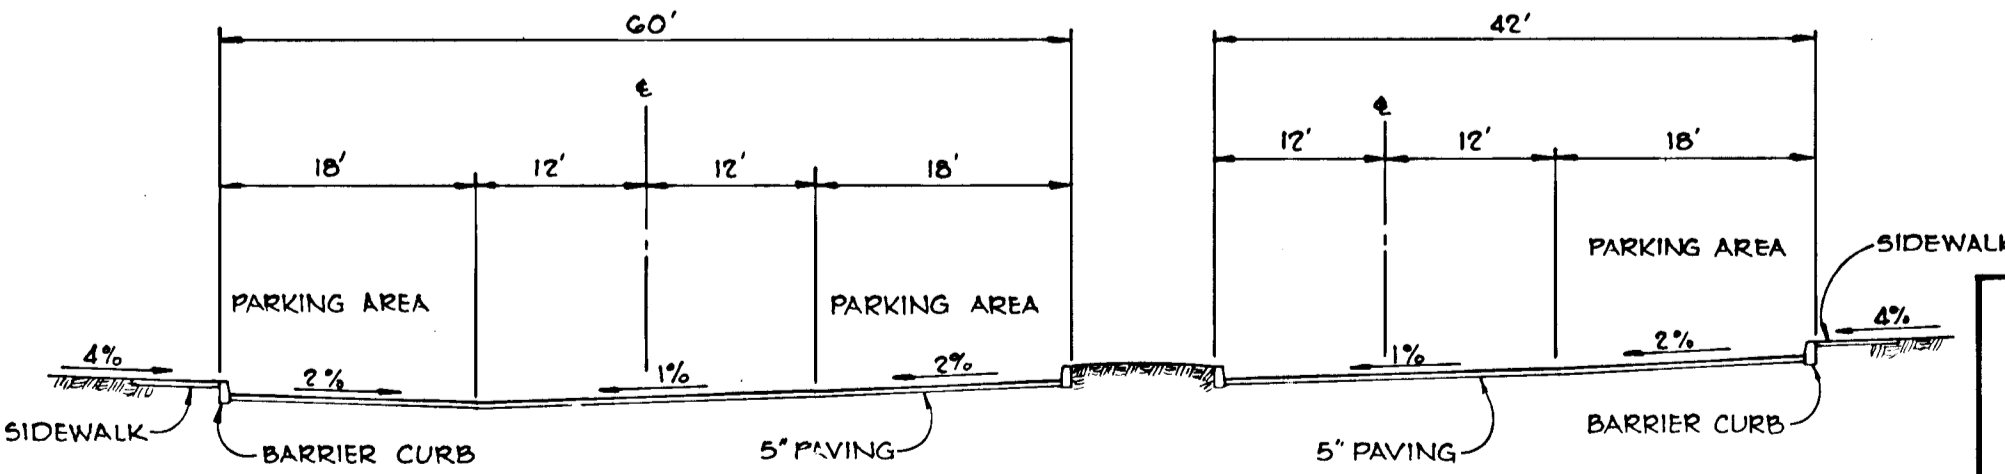 60' 42'
℄ ℄
12' 12' 18'
18' 12' 12' 18'
PARKING AREA SIDEWALK
PARKING AREA PARKING AREA
4% 2% 1% 2% 1% 2% 4%
SIDEWALK BARRIER CURB 5" PAVING 5" PAVING BARRIER CURB